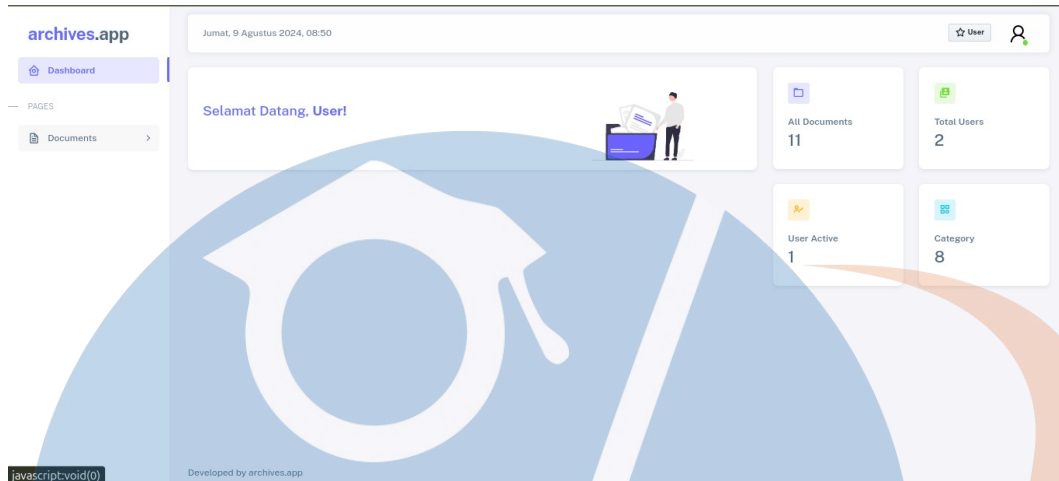 archives.app
Dashboard
PAGES
Documents
Jumat, 9 Agustus 2024, 08:50
User
Selamat Datang, User!
All Documents
11
Total Users
2
User Active
1
Category
8
Developed by archives.app
javascript:void(0)